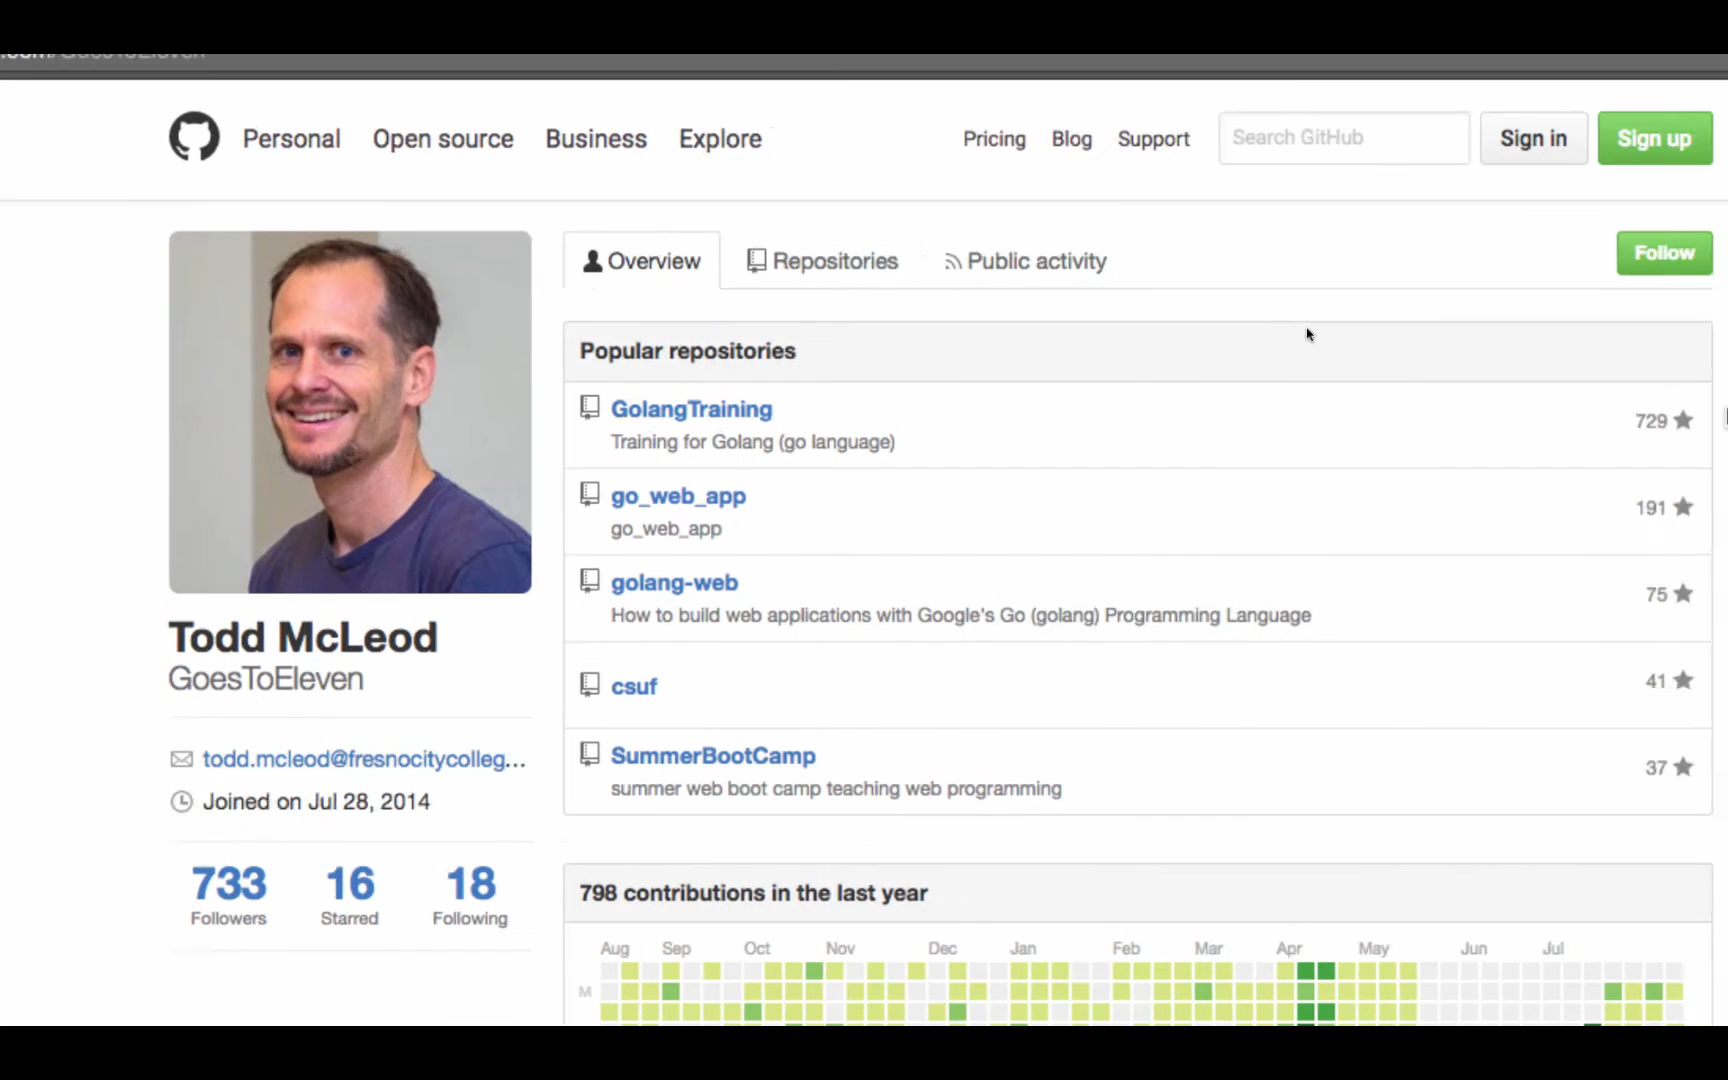 Personal Open source Business Explore Pricing Blog Support Search GitHub Sign in Sign up
Overview Repositories Public activity Follow
Popular repositories
GolangTraining
Training for Golang (go language)
729
go_web_app
go_web_app
191
golang-web
How to build web applications with Google's Go (golang) Programming Language
75
csuf
41
SummerBootCamp
summer web boot camp teaching web programming
37
Todd McLeod
GoesToEleven
todd.mcleod@fresnocitycolleg...
Joined on Jul 28, 2014
733 16 18
Followers Starred Following
798 contributions in the last year
Aug Sep Oct Nov Dec Jan Feb Mar Apr May Jun Jul
M